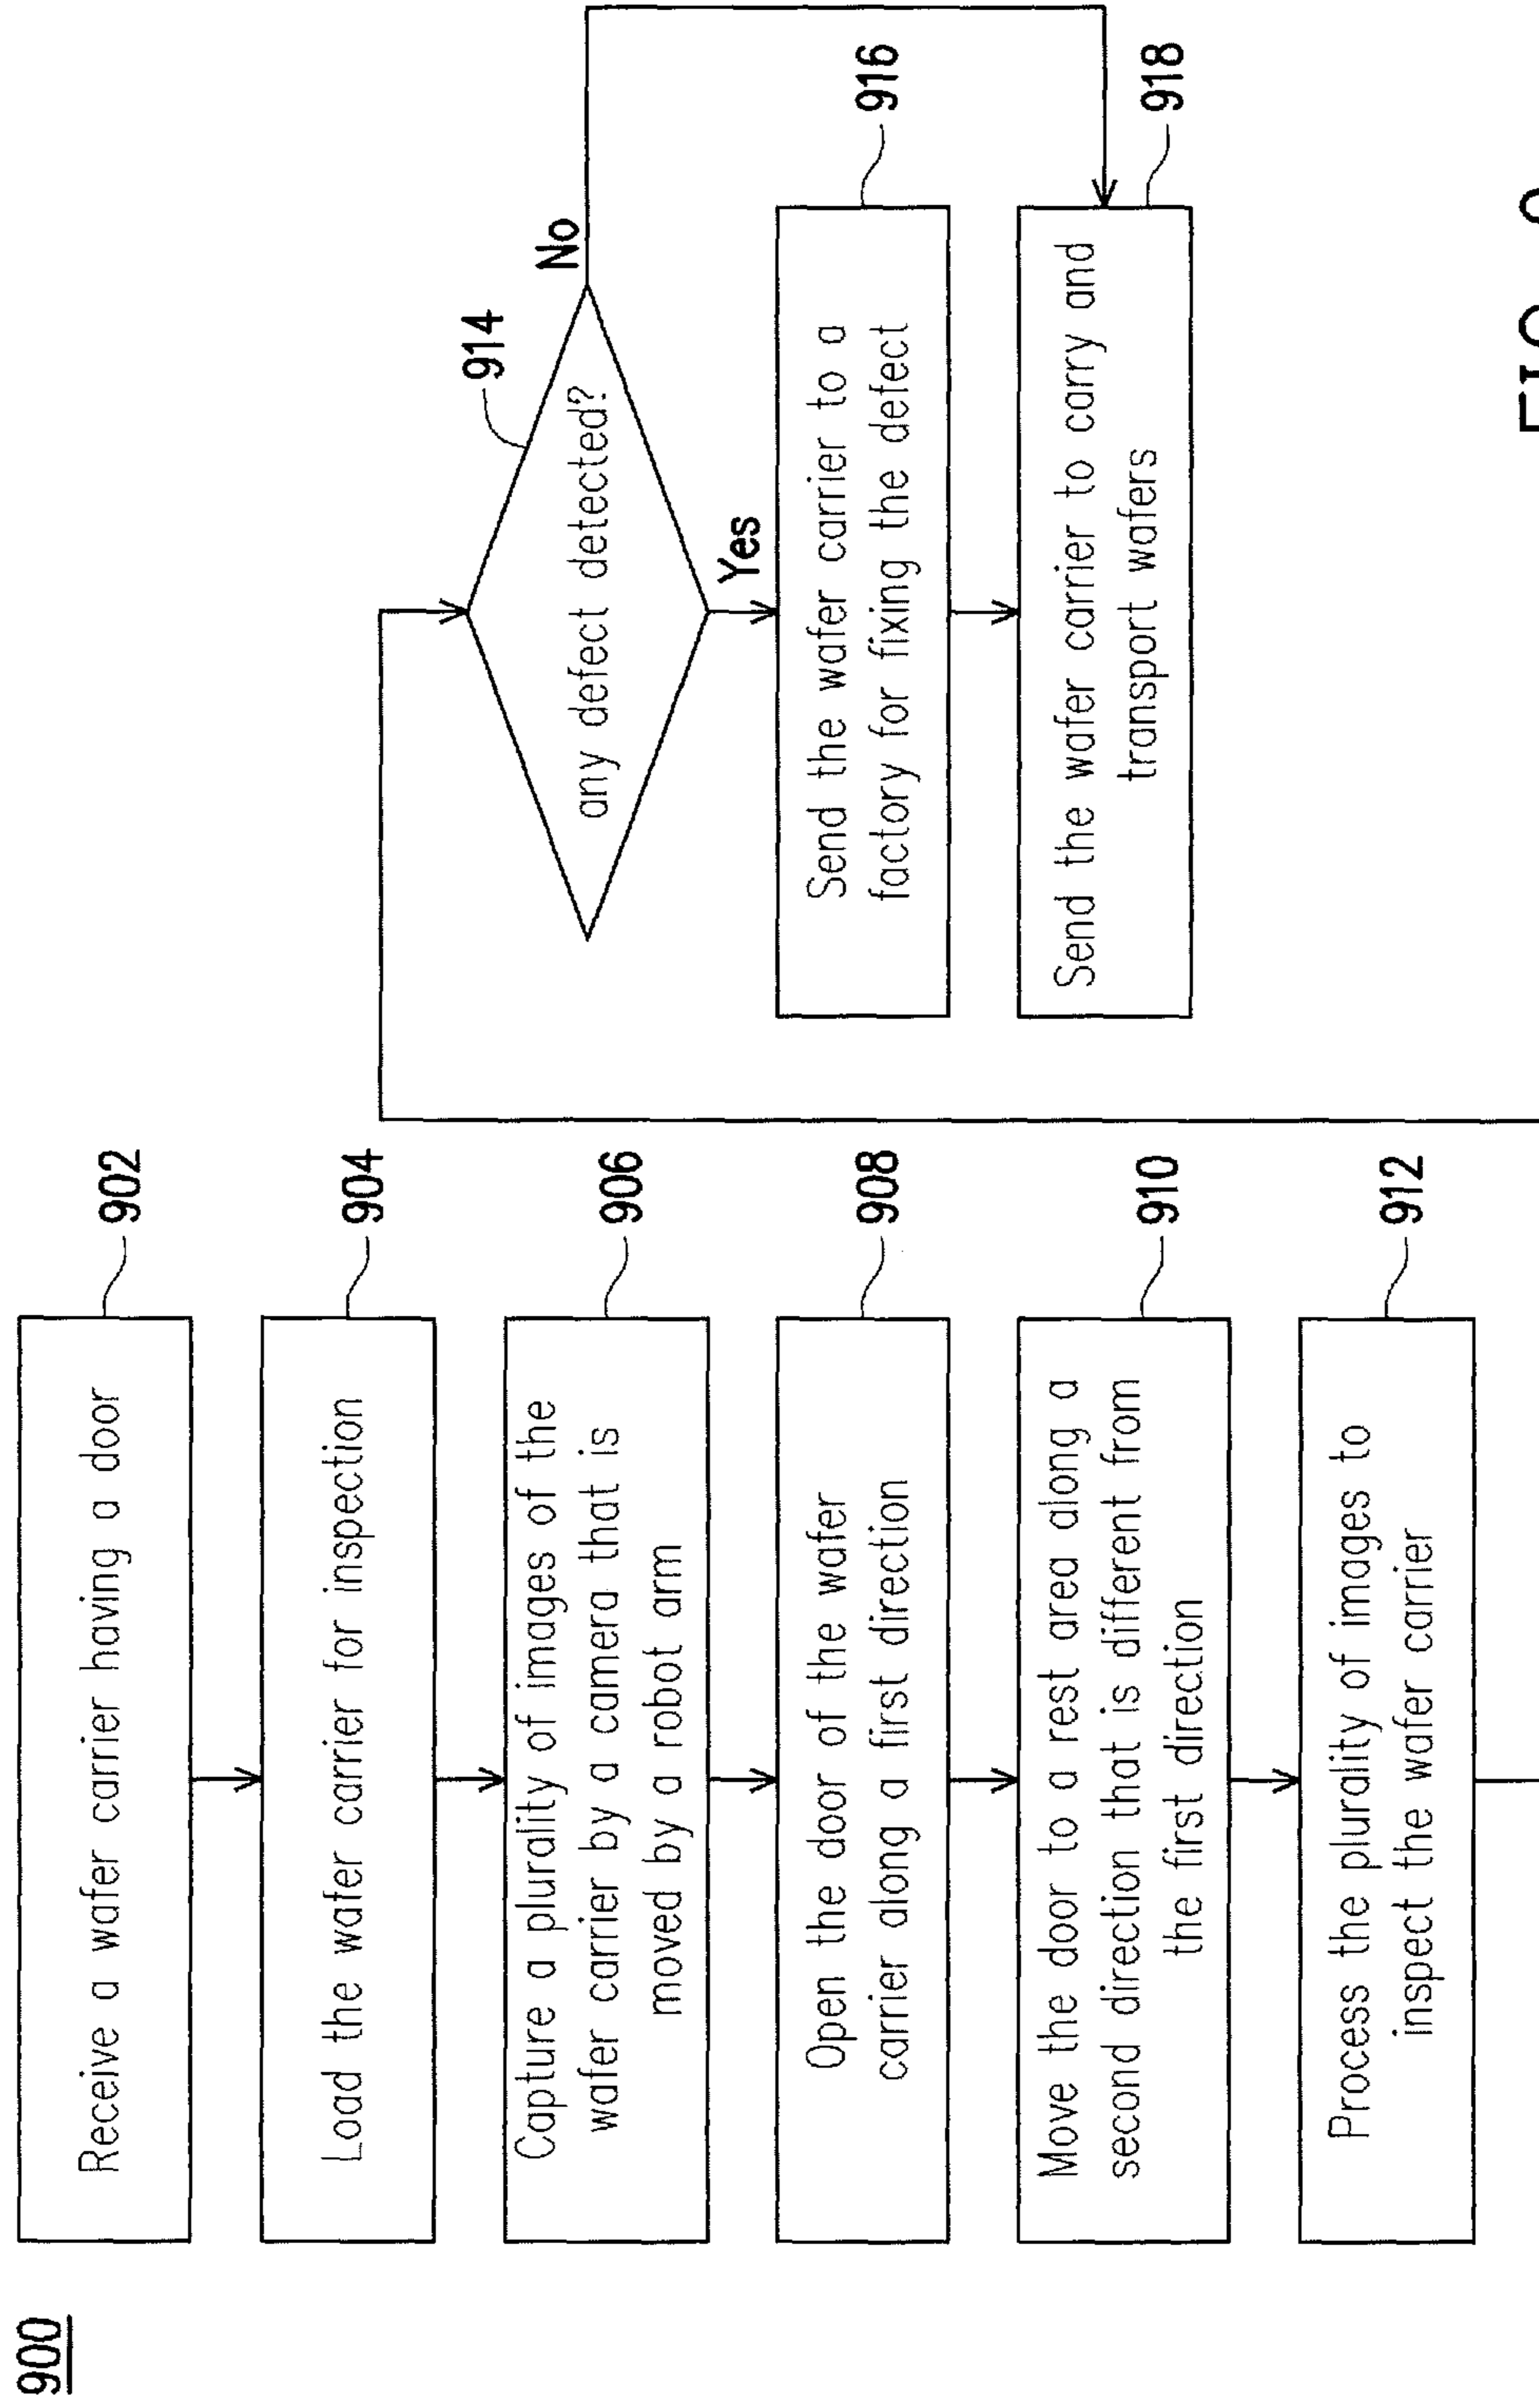 900
Receive a wafer carrier having a door
902
Load the wafer carrier for inspection
904
Capture a plurality of images of the
wafer carrier by a camera that is
moved by a robot arm
906
Open the door of the wafer
carrier along a first direction
908
Move the door to a rest area along a
second direction that is different from
the first direction
910
Process the plurality of images to
inspect the wafer carrier
912
914
any defect detected?
No
Yes
Send the wafer carrier to a
factory for fixing the defect
916
Send the wafer carrier to carry and
transport wafers
918